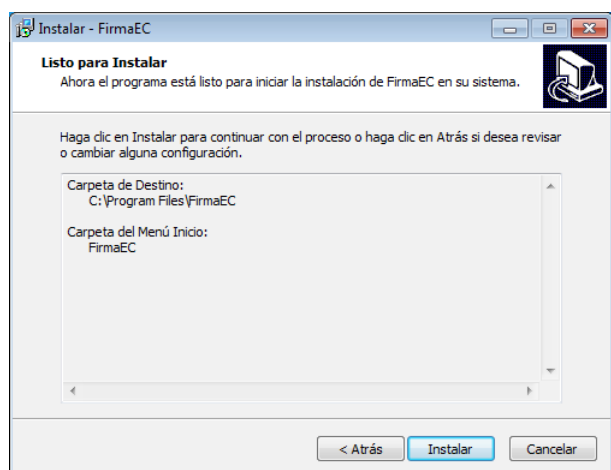 Instalar - FirmaEC
Listo para Instalar
Ahora el programa está listo para iniciar la instalación de FirmaEC en su sistema.
Haga clic en Instalar para continuar con el proceso o haga clic en Atrás si desea revisar
o cambiar alguna configuración.
Carpeta de Destino:
C:\Program Files\FirmaEC
Carpeta del Menú Inicio:
FirmaEC
< Atrás
Instalar
Cancelar